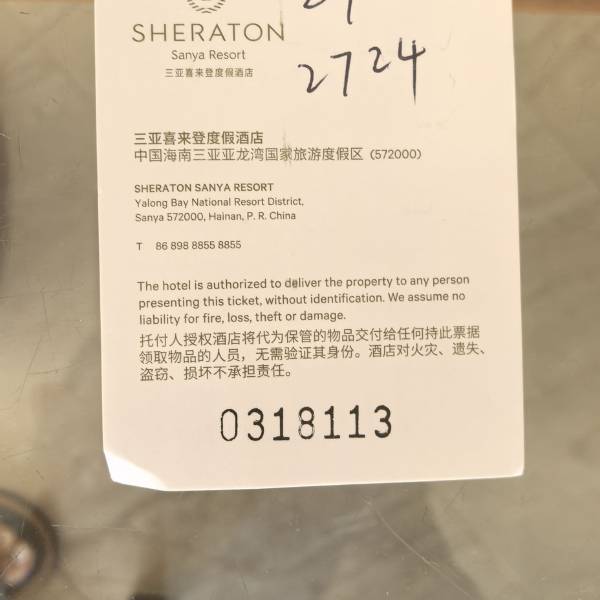 SHERATON
Sanya Resort
三亚喜来登度假酒店
2724
三亚喜来登度假酒店
中国海南三亚亚龙湾国家旅游度假区 (572000)
SHERATON SANYA RESORT
Yalong Bay National Resort District,
Sanya 572000, Hainan, P. R. China
T 86 898 8855 8855
The hotel is authorized to deliver the property to any person
presenting this ticket, without identification. We assume no
liability for fire, loss, theft or damage.
托付人授权酒店将代为保管的物品交付给任何持此票据
领取物品的人员，无需验证其身份。酒店对火灾、遗失、
盗窃、损坏不承担责任。
0318113